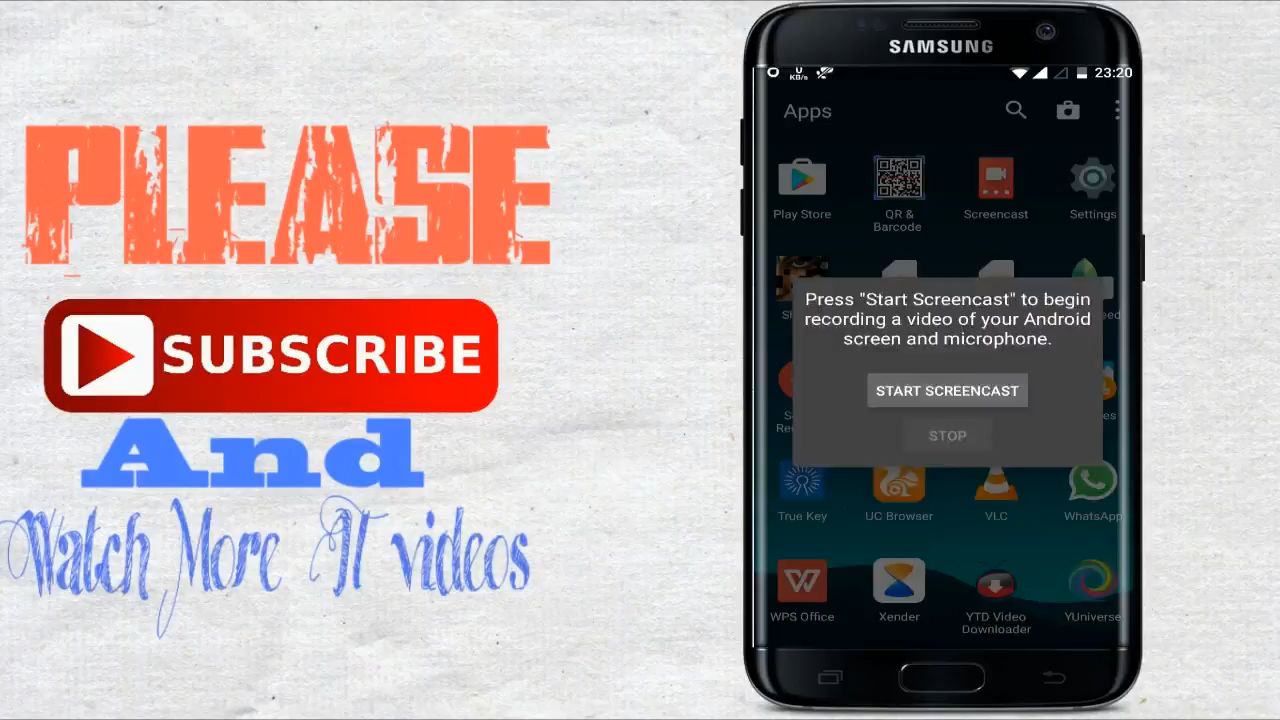 PLEASE
SUBSCRIBE
And
Watch More IT videos
SAMSUNG
U
KB/s
23:20
Apps
Play Store
QR &
Barcode
Screencast
Settings
Press "Start Screencast" to begin
recording a video of your Android
screen and microphone.
START SCREENCAST
STOP
True Key
UC Browser
VLC
WhatsApp
WPS Office
Xender
YTD Video
Downloader
YUniverse